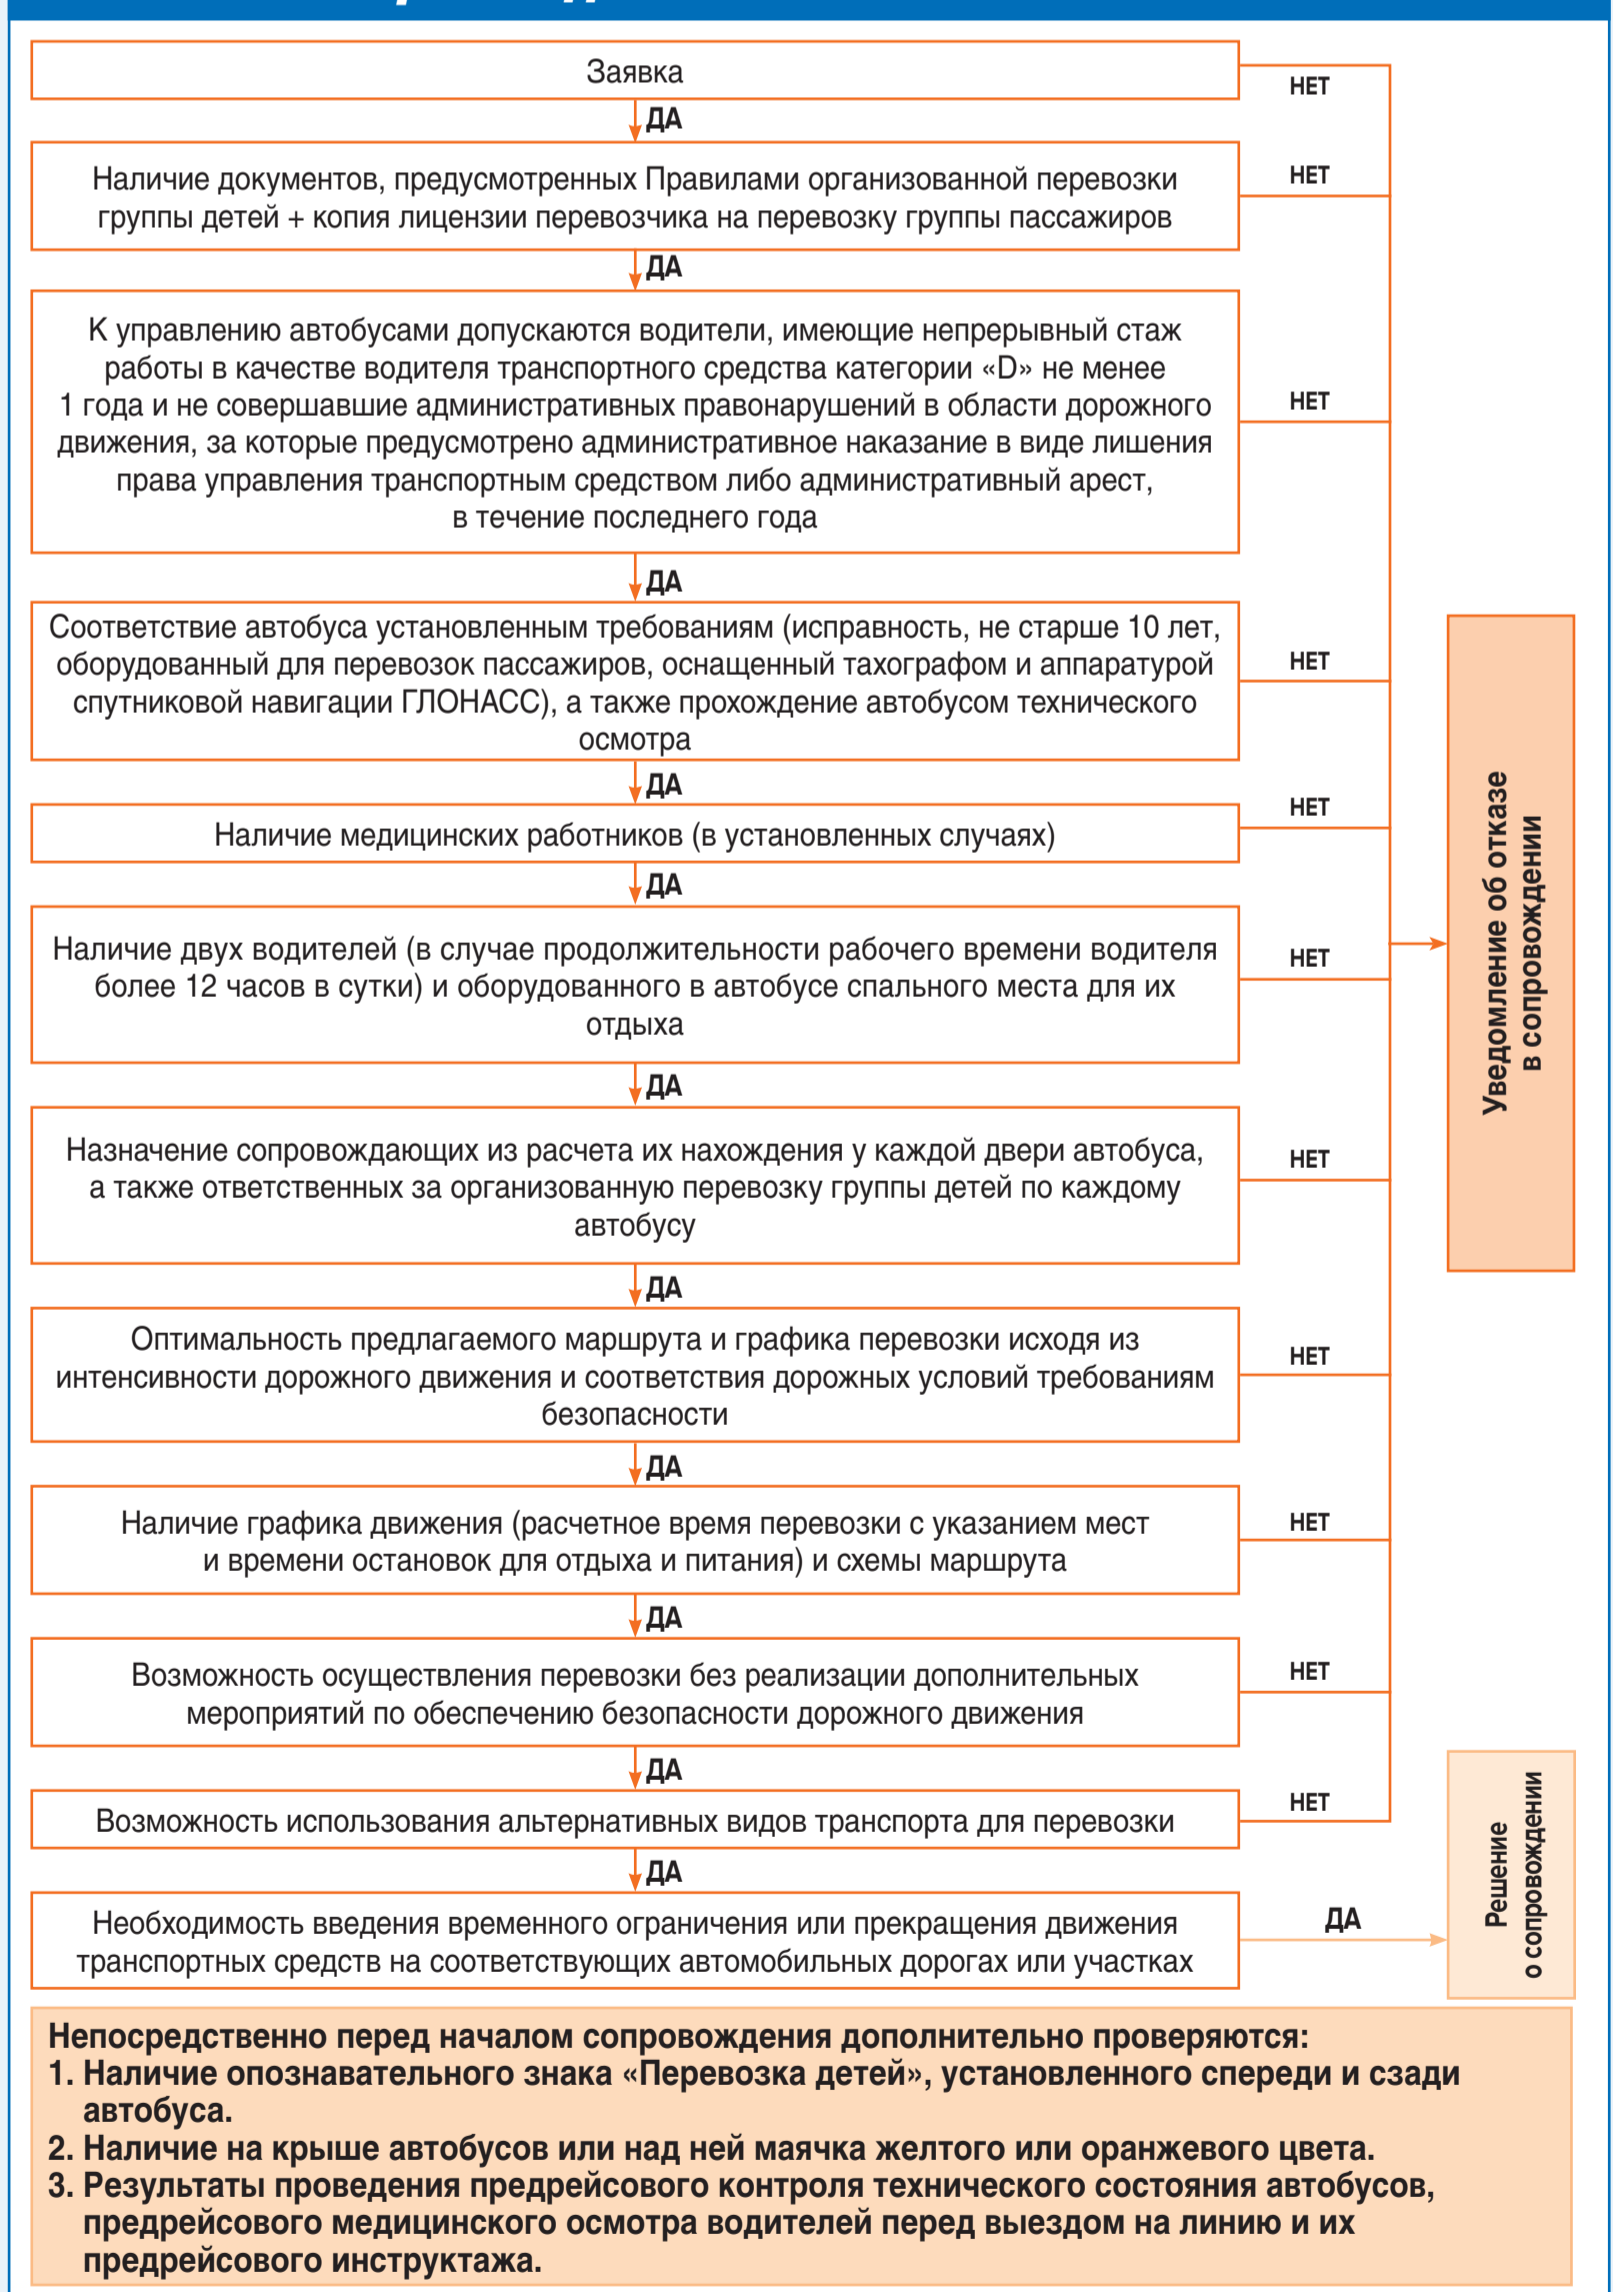 Заявка
НЕТ
ДА
Наличие документов, предусмотренных Правилами организованной перевозки
группы детей + копия лицензии перевозчика на перевозку группы пассажиров
НЕТ
ДА
К управлению автобусами допускаются водители, имеющие непрерывный стаж
работы в качестве водителя транспортного средства категории «D» не менее
1 года и не совершавшие административных правонарушений в области дорожного
движения, за которые предусмотрено административное наказание в виде лишения
права управления транспортным средством либо административный арест,
в течение последнего года
НЕТ
ДА
Соответствие автобуса установленным требованиям (исправность, не старше 10 лет,
оборудованный для перевозок пассажиров, оснащенный тахографом и аппаратурой
спутниковой навигации ГЛОНАСС), а также прохождение автобусом технического
осмотра
НЕТ
ДА
Наличие медицинских работников (в установленных случаях)
НЕТ
ДА
Наличие двух водителей (в случае продолжительности рабочего времени водителя
более 12 часов в сутки) и оборудованного в автобусе спального места для их
отдыха
НЕТ
Уведомление об отказе
в сопровождении
ДА
Назначение сопровождающих из расчета их нахождения у каждой двери автобуса,
а также ответственных за организованную перевозку группы детей по каждому
автобусу
НЕТ
ДА
Оптимальность предлагаемого маршрута и графика перевозки исходя из
интенсивности дорожного движения и соответствия дорожных условий требованиям
безопасности
НЕТ
ДА
Наличие графика движения (расчетное время перевозки с указанием мест
и времени остановок для отдыха и питания) и схемы маршрута
НЕТ
ДА
Возможность осуществления перевозки без реализации дополнительных
мероприятий по обеспечению безопасности дорожного движения
НЕТ
ДА
Возможность использования альтернативных видов транспорта для перевозки
НЕТ
ДА
Необходимость введения временного ограничения или прекращения движения
транспортных средств на соответствующих автомобильных дорогах или участках
ДА
Решение
о сопровождении
Непосредственно перед началом сопровождения дополнительно проверяются:
1. Наличие опознавательного знака «Перевозка детей», установленного спереди и сзади
автобуса.
2. Наличие на крыше автобусов или над ней маячка желтого или оранжевого цвета.
3. Результаты проведения предрейсового контроля технического состояния автобусов,
предрейсового медицинского осмотра водителей перед выездом на линию и их
предрейсового инструктажа.